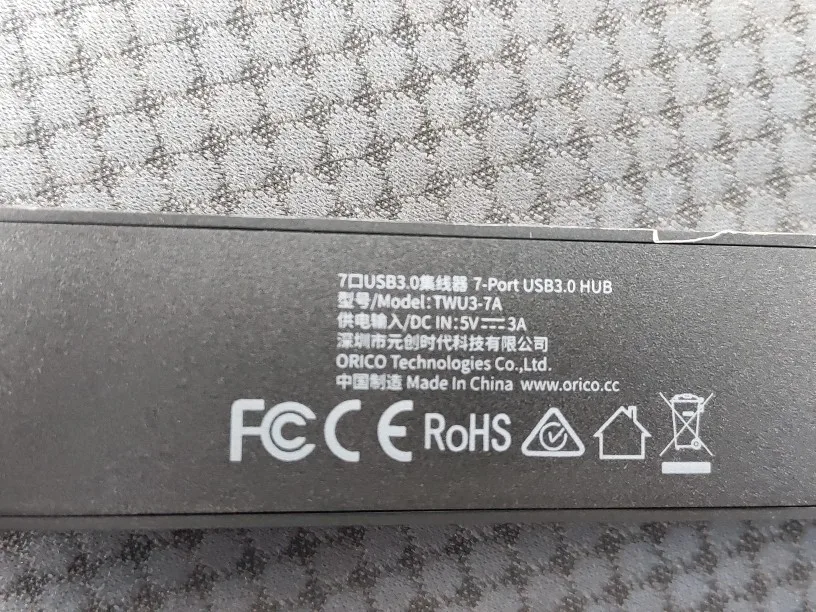 7口USB3.0集线器 7-Port USB3.0 HUB
型号/Model:TWU3-7A
供电输入/DC IN:5V⎓3A
深圳市元创时代科技有限公司
ORICO Technologies Co.,Ltd.
中国制造 Made In China www.orico.cc
FC CE RoHS